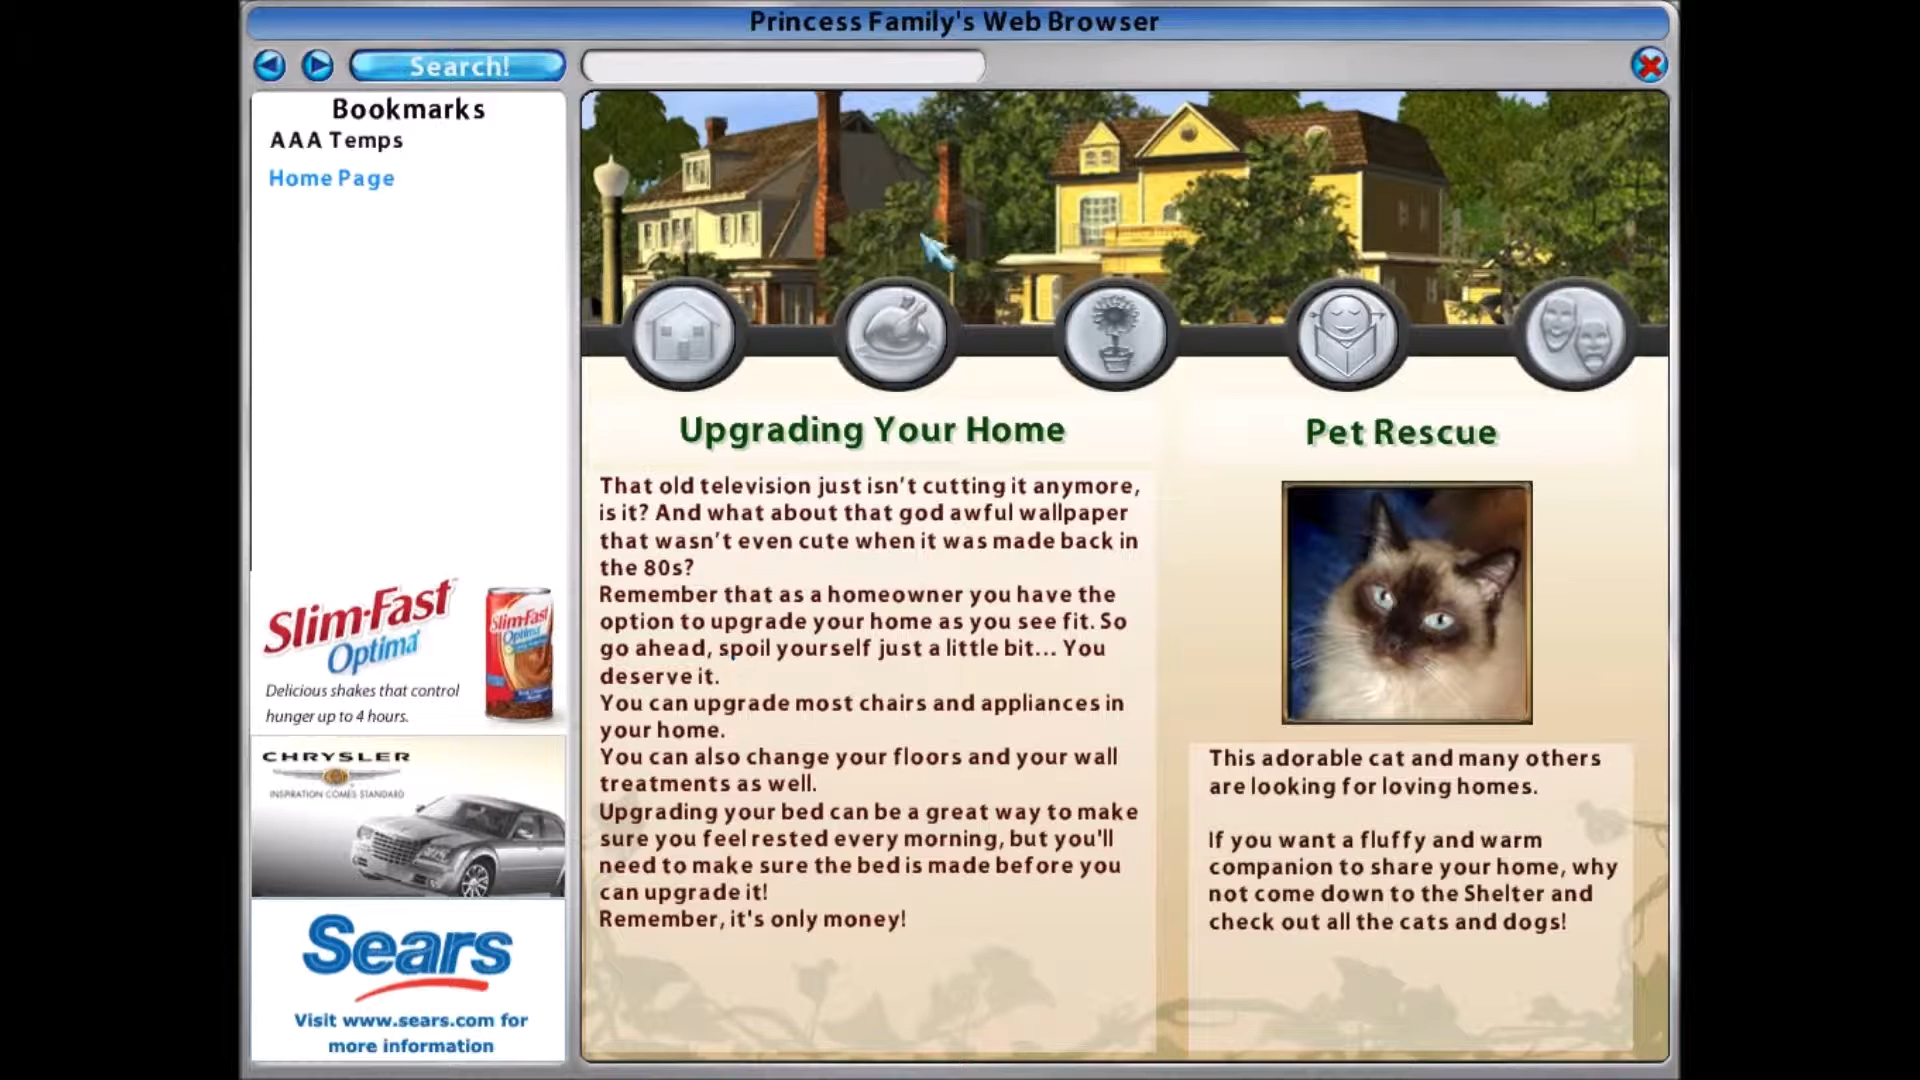 Princess Family's Web Browser
Search!
Bookmarks
AAA Temps
Home Page
Slim-Fast
Optima
Delicious shakes that control
hunger up to 4 hours.
Slim-Fast
Optima
CHRYSLER
INSPIRATION COMES STANDARD
Sears
Visit www.sears.com for
more information
Upgrading Your Home
That old television just isn't cutting it anymore,
is it? And what about that god awful wallpaper
that wasn't even cute when it was made back in
the 80s?
Remember that as a homeowner you have the
option to upgrade your home as you see fit. So
go ahead, spoil yourself just a little bit... You
deserve it.
You can upgrade most chairs and appliances in
your home.
You can also change your floors and your wall
treatments as well.
Upgrading your bed can be a great way to make
sure you feel rested every morning, but you'll
need to make sure the bed is made before you
can upgrade it!
Remember, it's only money!
Pet Rescue
This adorable cat and many others
are looking for loving homes.
If you want a fluffy and warm
companion to share your home, why
not come down to the Shelter and
check out all the cats and dogs!